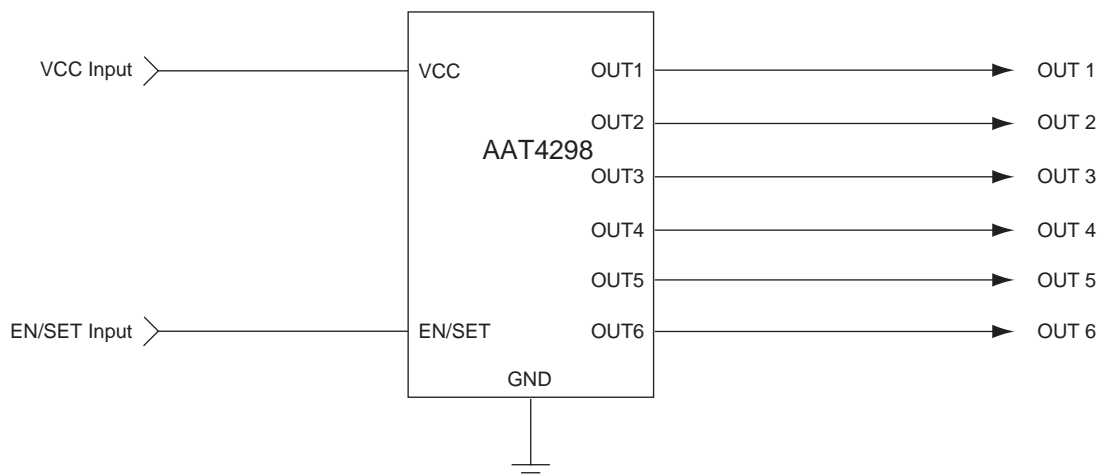 VCC Input
VCC
OUT1
OUT 1
OUT2
OUT 2
AAT4298
OUT3
OUT 3
OUT4
OUT 4
OUT5
OUT 5
EN/SET Input
EN/SET
OUT6
OUT 6
GND